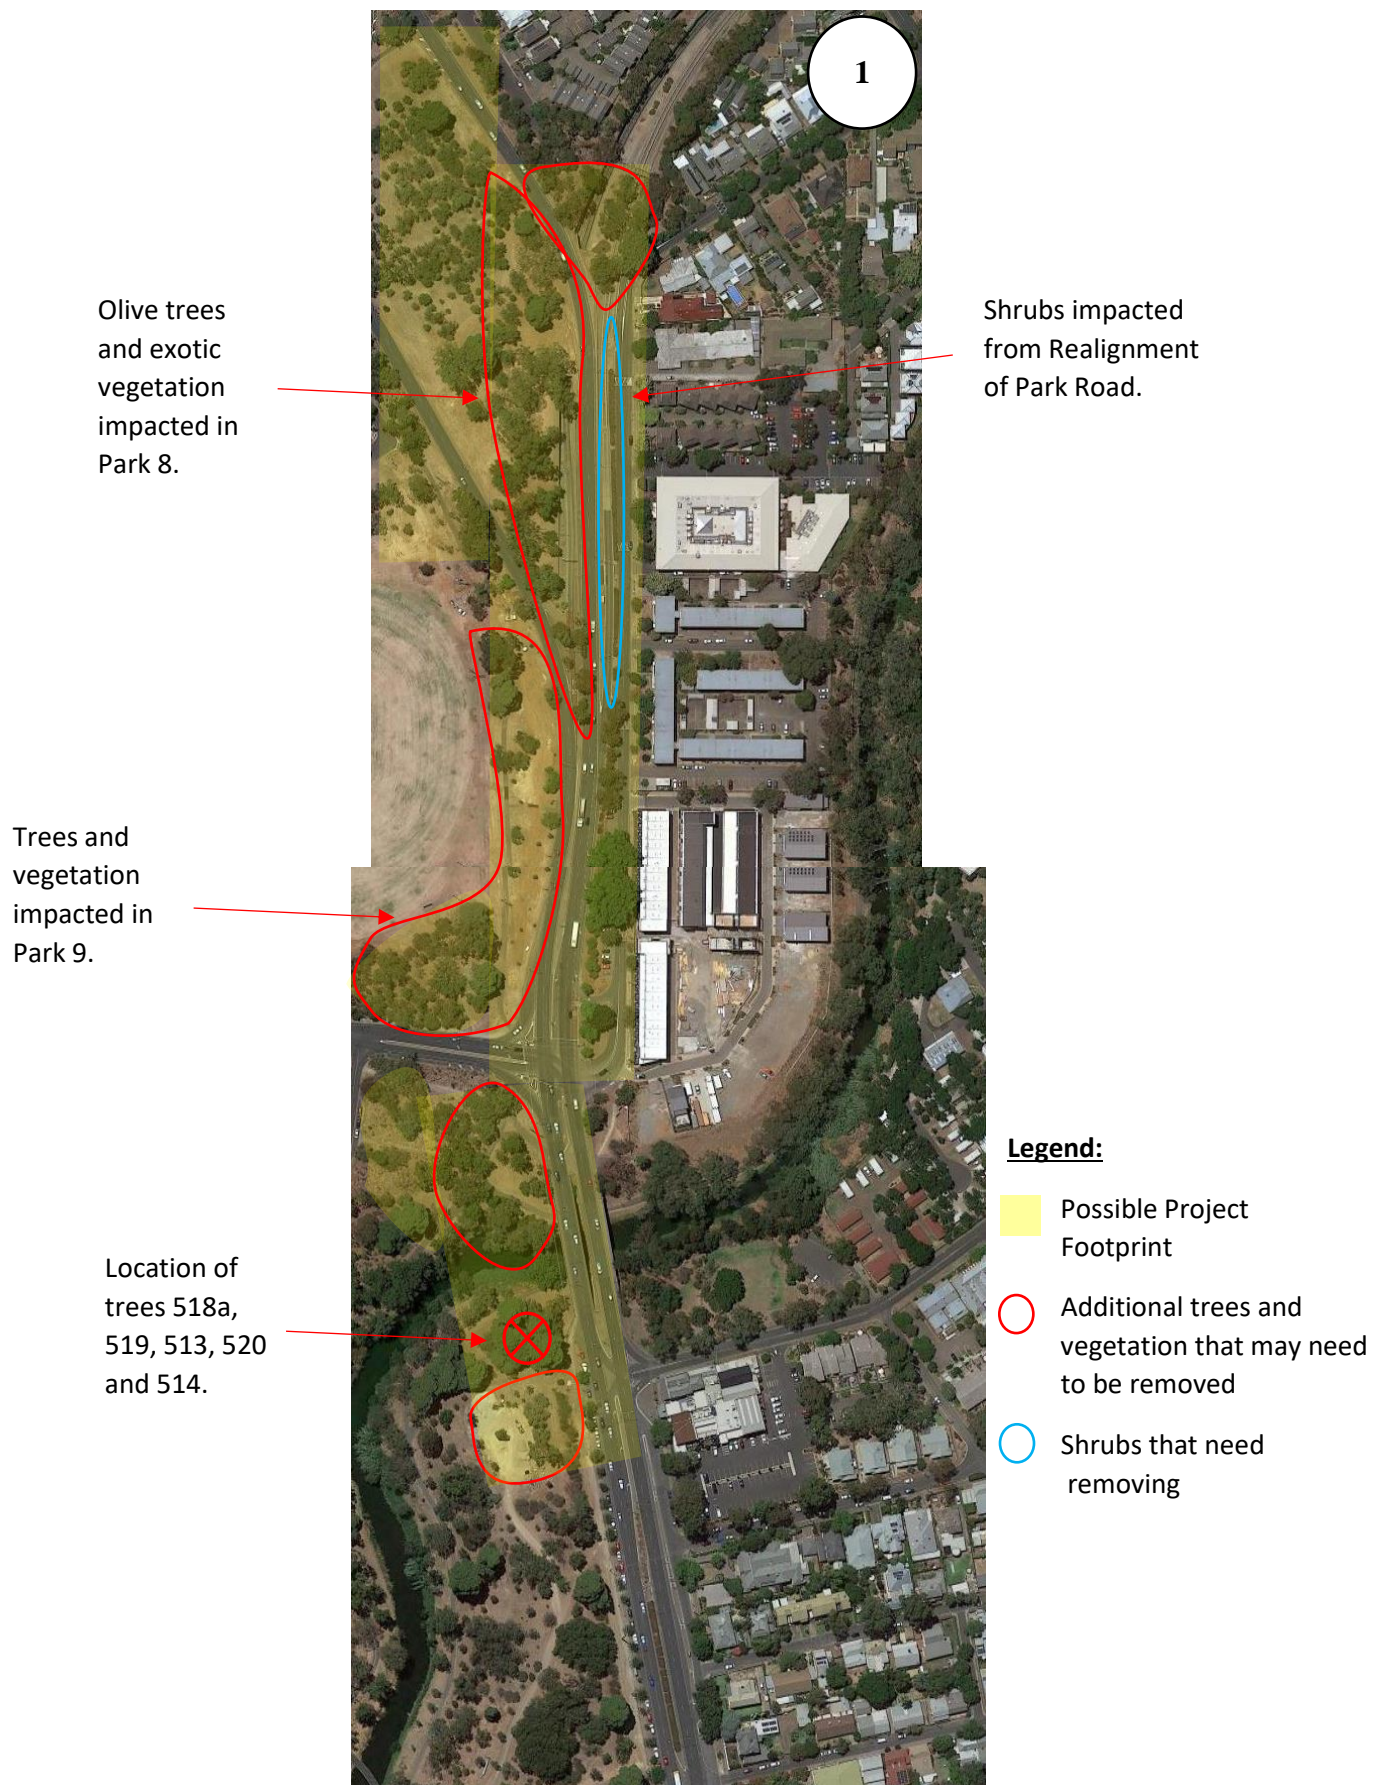 1
Olive trees
and exotic
vegetation
impacted in
Park 8.
Shrubs impacted
from Realignment
of Park Road.
Trees and
vegetation
impacted in
Park 9.
Location of
trees 518a,
519, 513, 520
and 514.
Legend:
Possible Project
Footprint
Additional trees and
vegetation that may need
to be removed
Shrubs that need
removing